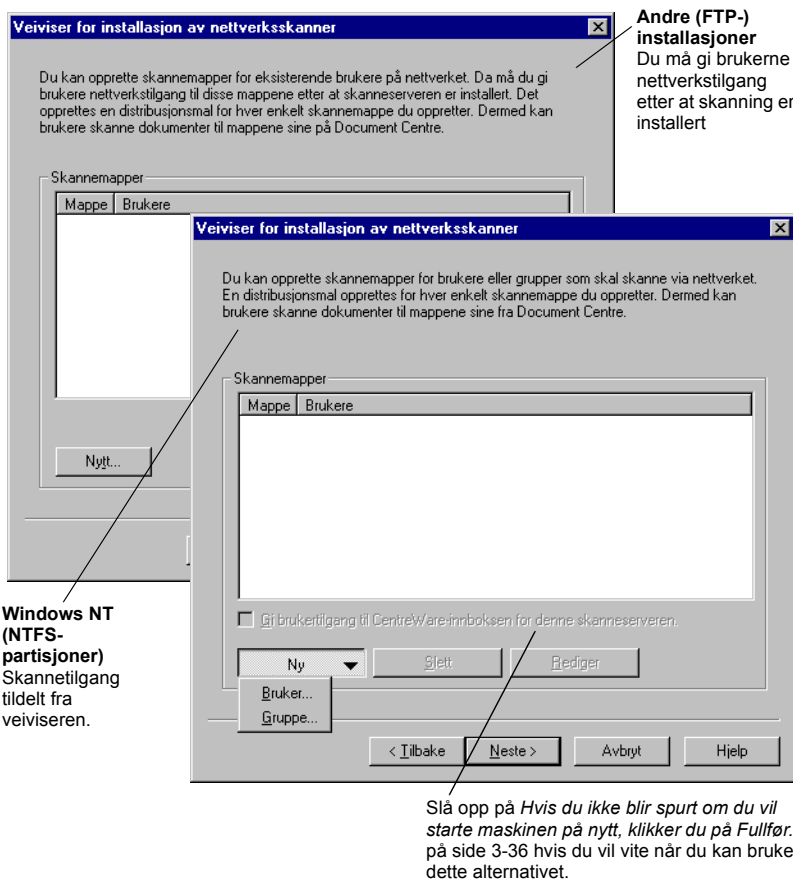 Veiviser for installasjon av nettverksskanner
Du kan opprette skannemapper for eksisterende brukere på nettverket. Da må du gi
brukere nettverkstilgang til disse mappene etter at skanneserveren er installert. Det
opprettes en distribusjonsmal for hver enkelt skannemappe du oppretter. Dermed kan
brukere skanne dokumenter til mappene sine på Document Centre.
Skannemapper
Mappe Brukere
Nytt...
Andre (FTP-)
installasjoner
Du må gi brukerne
nettverkstilgang
etter at skanning er
installert
Veiviser for installasjon av nettverksskanner
Du kan opprette skannemapper for brukere eller grupper som skal skanne via nettverket.
En distribusjonsmal opprettes for hver enkelt skannemappe du oppretter. Dermed kan
brukere skanne dokumenter til mappene sine fra Document Centre.
Skannemapper
Mappe Brukere
Gi brukertilgang til CentreWare-innboksen for denne skanneserveren.
Ny Slett Rediger
Bruker...
Gruppe...
< Tilbake Neste > Avbryt Hjelp
Windows NT
(NTFS-
partisjoner)
Skannetilgang
tildelt fra
veiviseren.
Slå opp på Hvis du ikke blir spurt om du vil
starte maskinen på nytt, klikker du på Fullfør.
på side 3-36 hvis du vil vite når du kan bruke
dette alternativet.